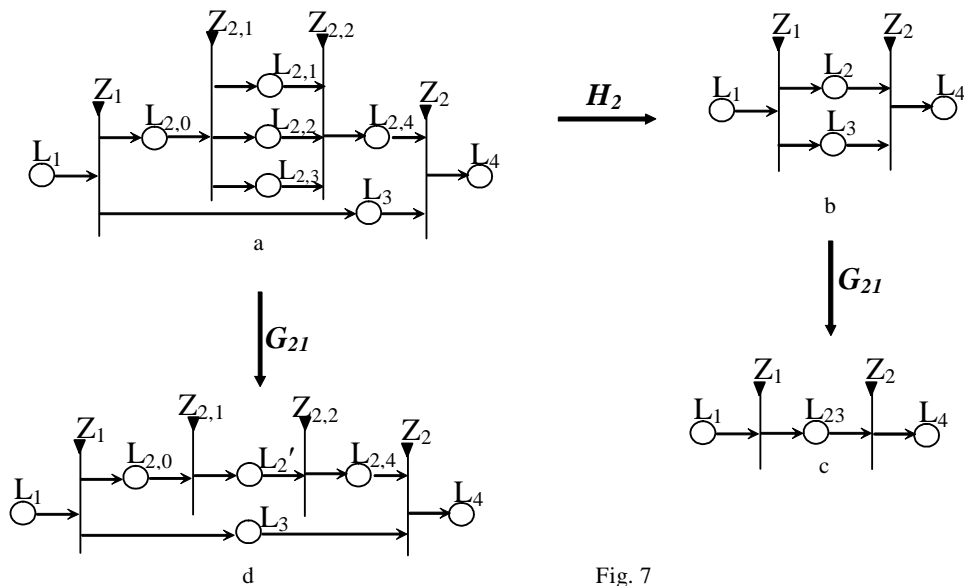 Z2,1 Z2,2
Z1 L2,1 Z2
L2,0 L2,2 L2,4
L1 L2,3 L4
L3
a
H2
Z1 Z2
L1 L2 L4
L3
b
G21
G21
Z1 Z2
L1 L23 L4
c
Z2,1 Z2,2
Z1 Z2
L2,0 L2′ L2,4
L1 L4
L3
d
Fig. 7